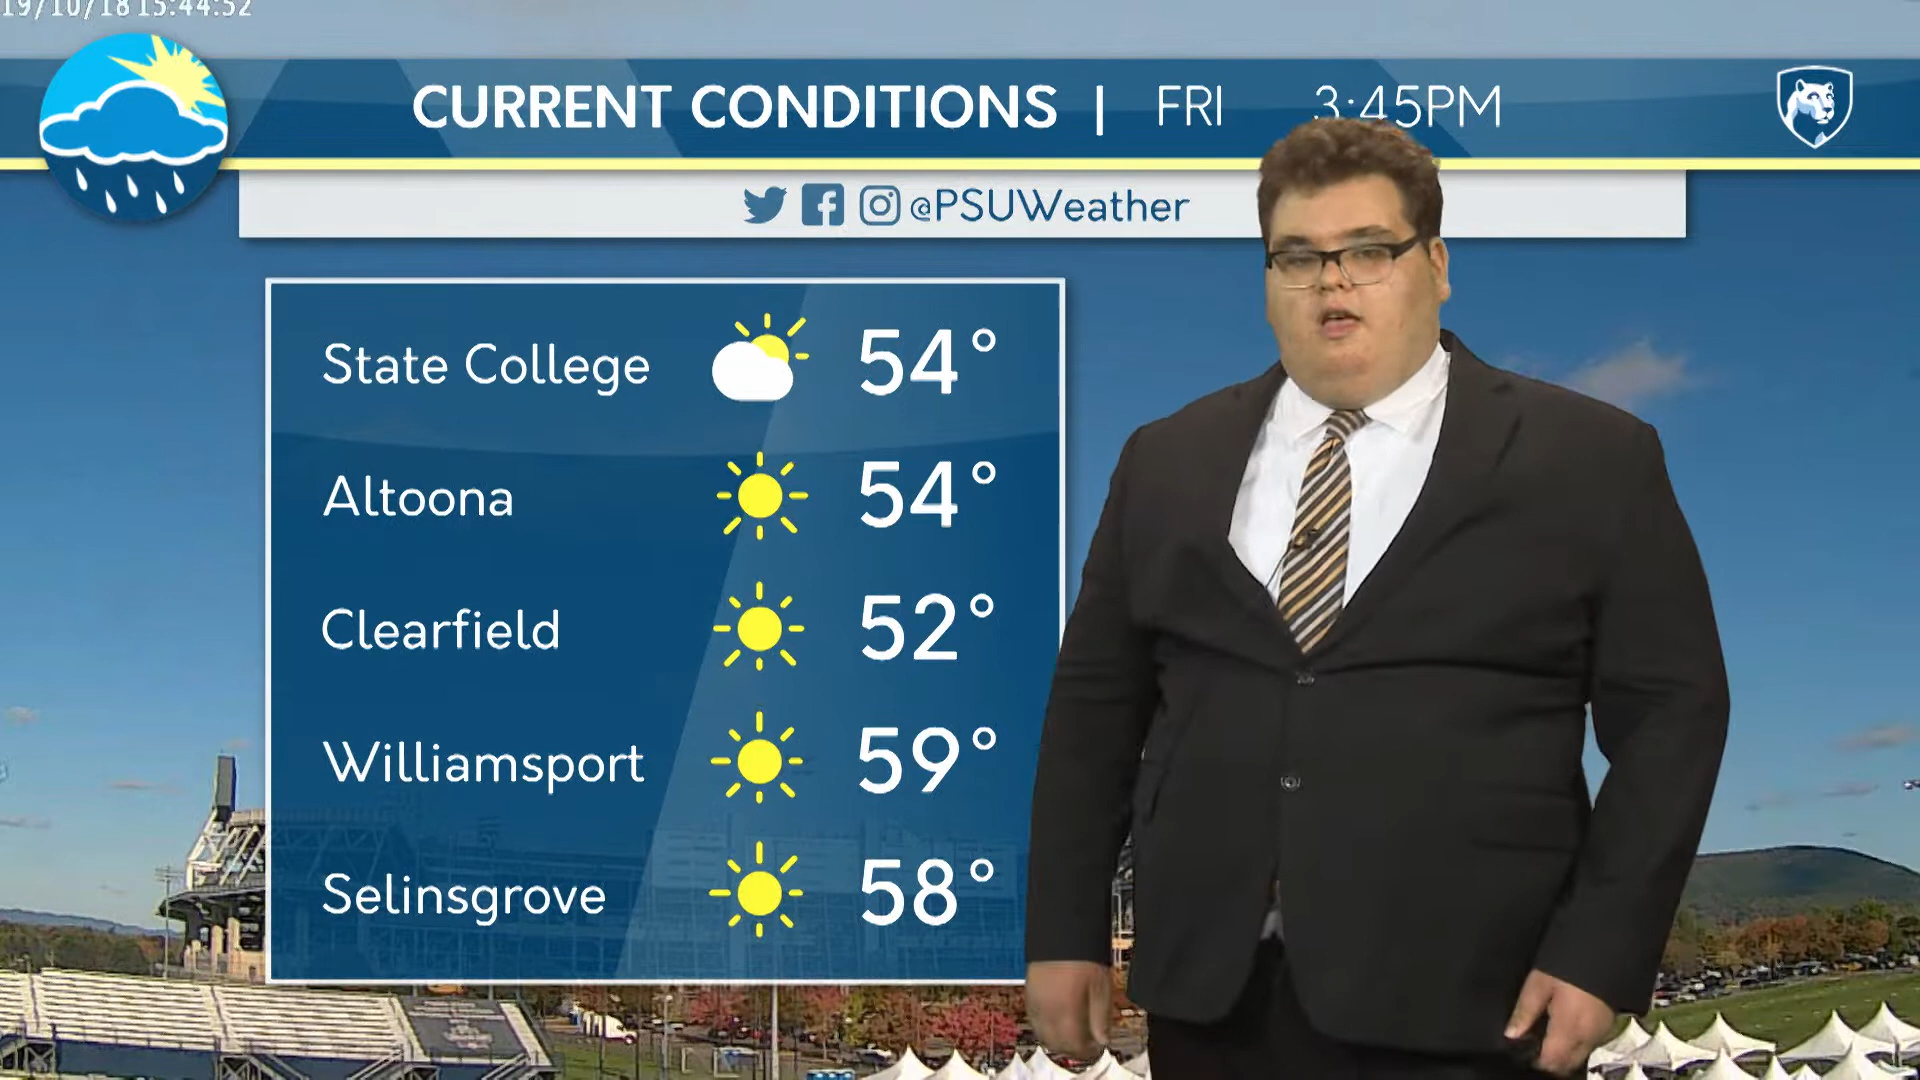 19/10/18 15:44:52
CURRENT CONDITIONS | FRI 3:45PM
@PSUWeather
State College 54°
Altoona 54°
Clearfield 52°
Williamsport 59°
Selinsgrove 58°